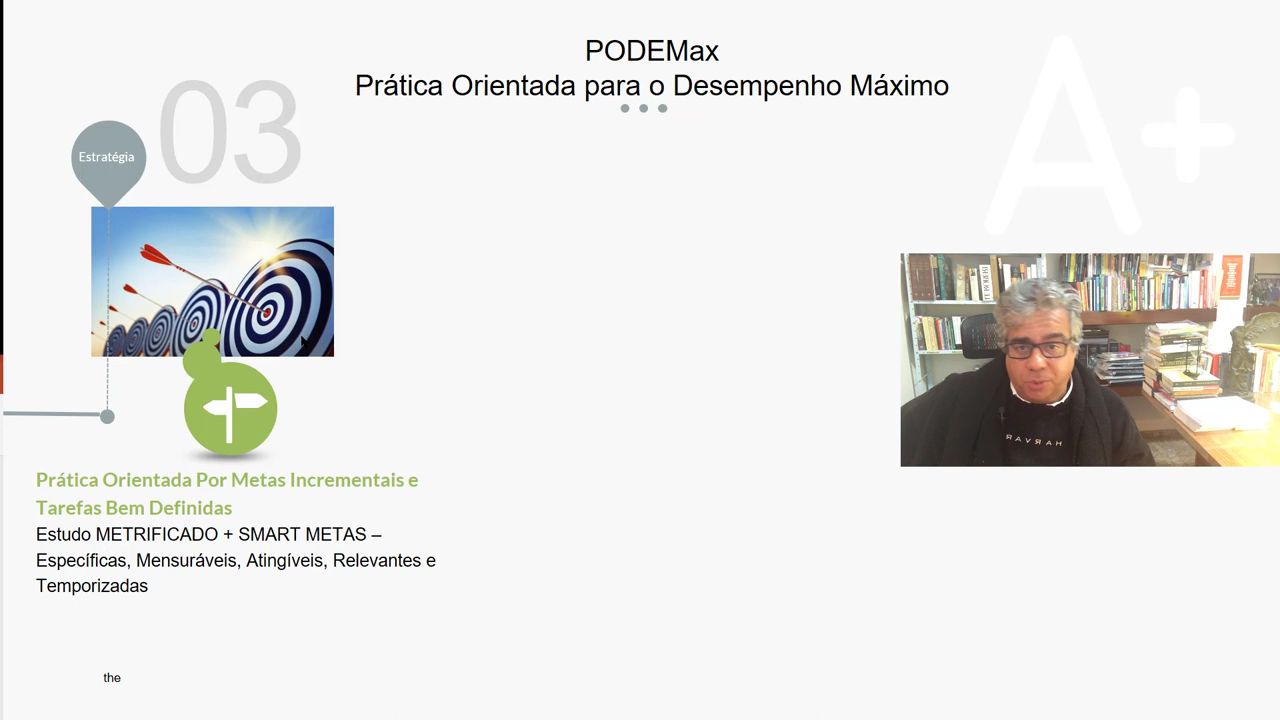 PODEMax
Prática Orientada para o Desempenho Máximo
03
A+
Estratégia
HARVAR
Prática Orientada Por Metas Incrementais e
Tarefas Bem Definidas
Estudo METRIFICADO + SMART METAS –
Específicas, Mensuráveis, Atingíveis, Relevantes e
Temporizadas
the